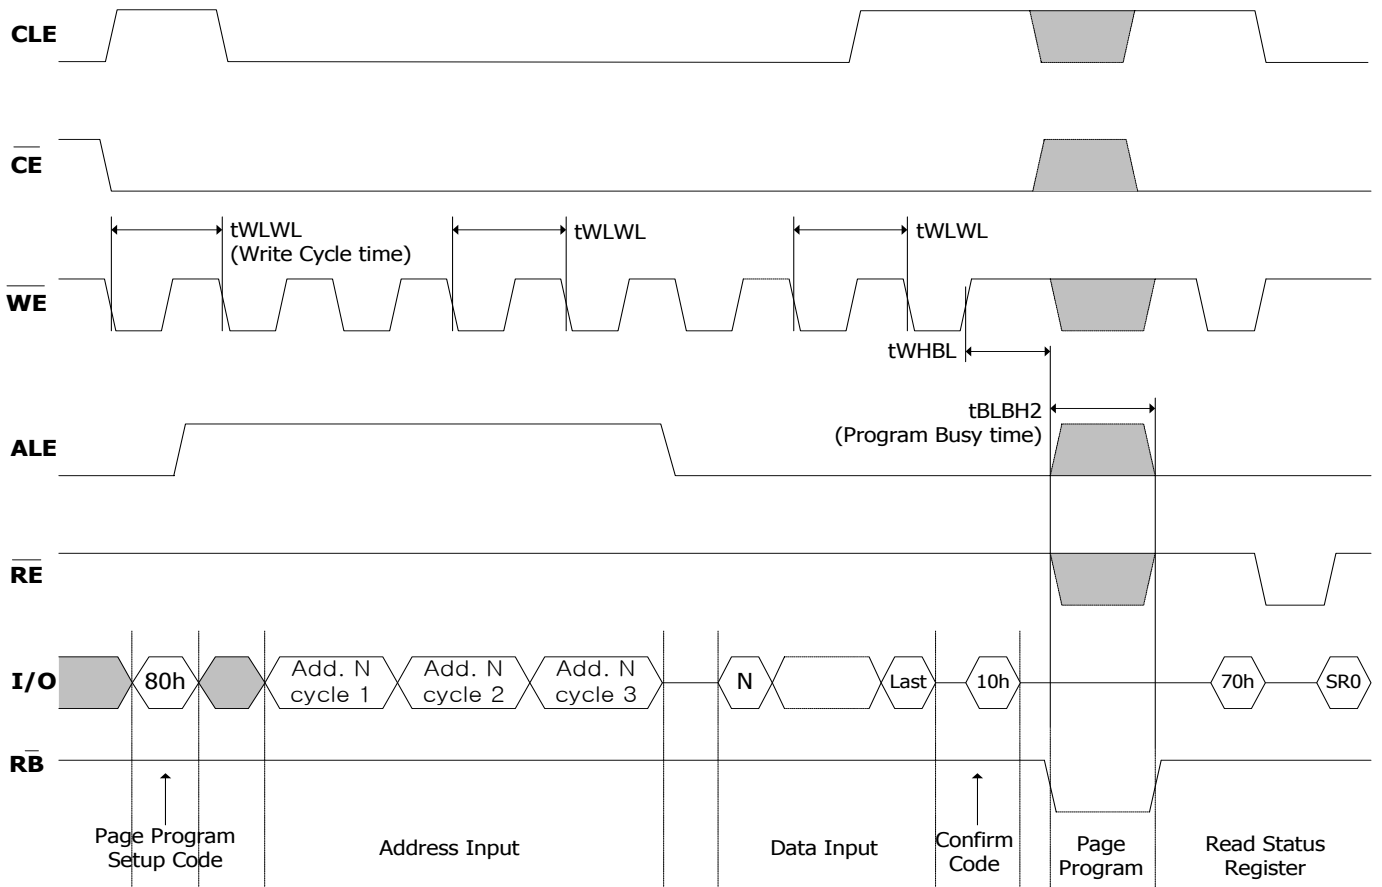 CLE
CE
tWLWL
(Write Cycle time)
tWLWL
tWLWL
WE
tWHBL
tBLBH2
(Program Busy time)
ALE
RE
I/O
80h
Add. N
cycle 1
Add. N
cycle 2
Add. N
cycle 3
N
Last
10h
70h
SR0
RB
Page Program
Setup Code
Address Input
Data Input
Confirm
Code
Page
Program
Read Status
Register